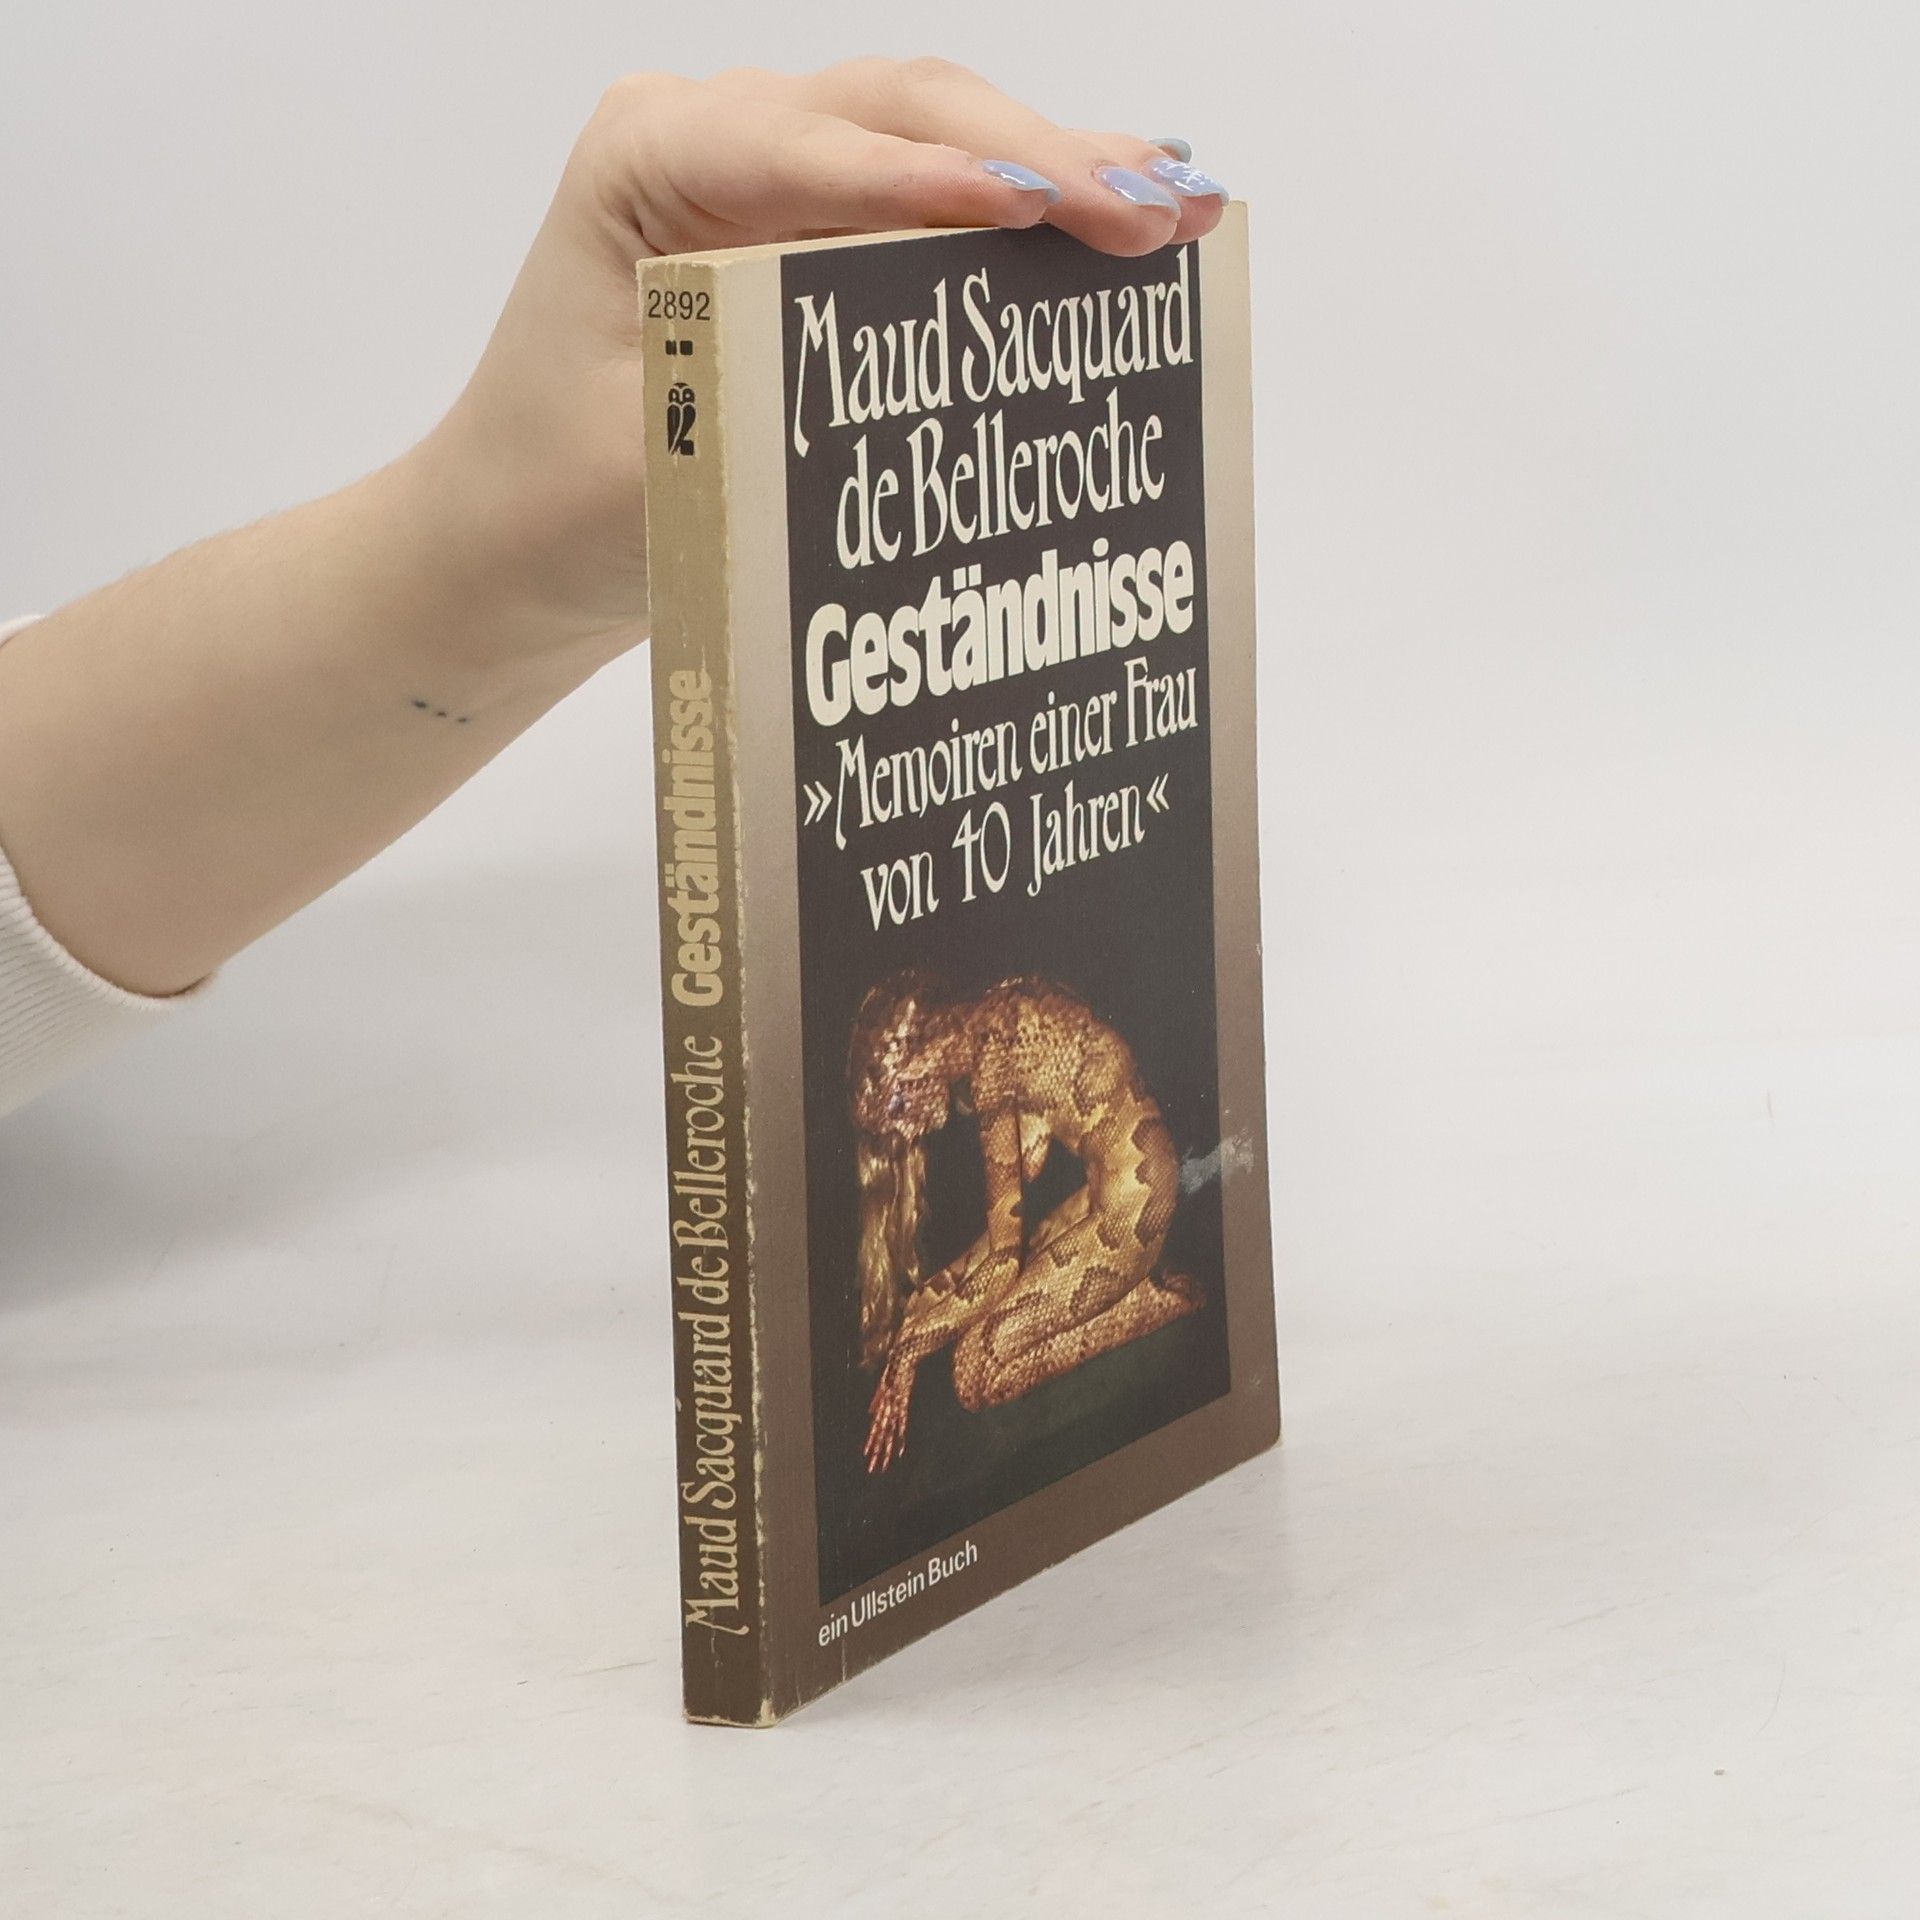 2892
Maud Sacquard de Belleroche Geständnisse
Maud Sacquard
de Belleroche
Geständnisse
»Memoiren einer Frau
von 40 Jahren«
ein Ullstein Buch